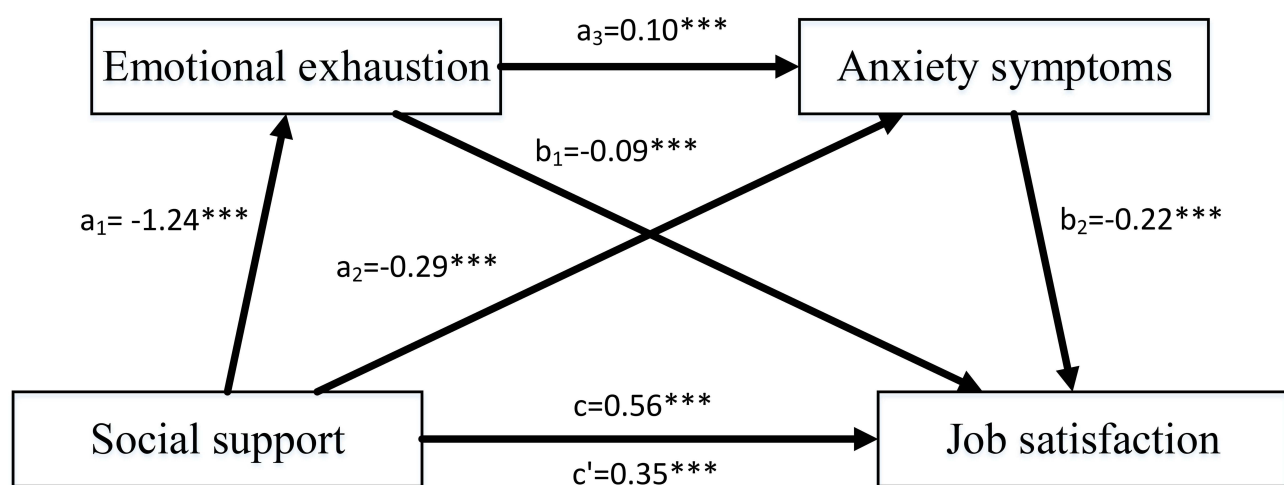 a₃=0.10***
Emotional exhaustion
Anxiety symptoms
b₁=-0.09***
a₁= -1.24***
b₂=-0.22***
a₂=-0.29***
c=0.56***
Social support
Job satisfaction
c'=0.35***